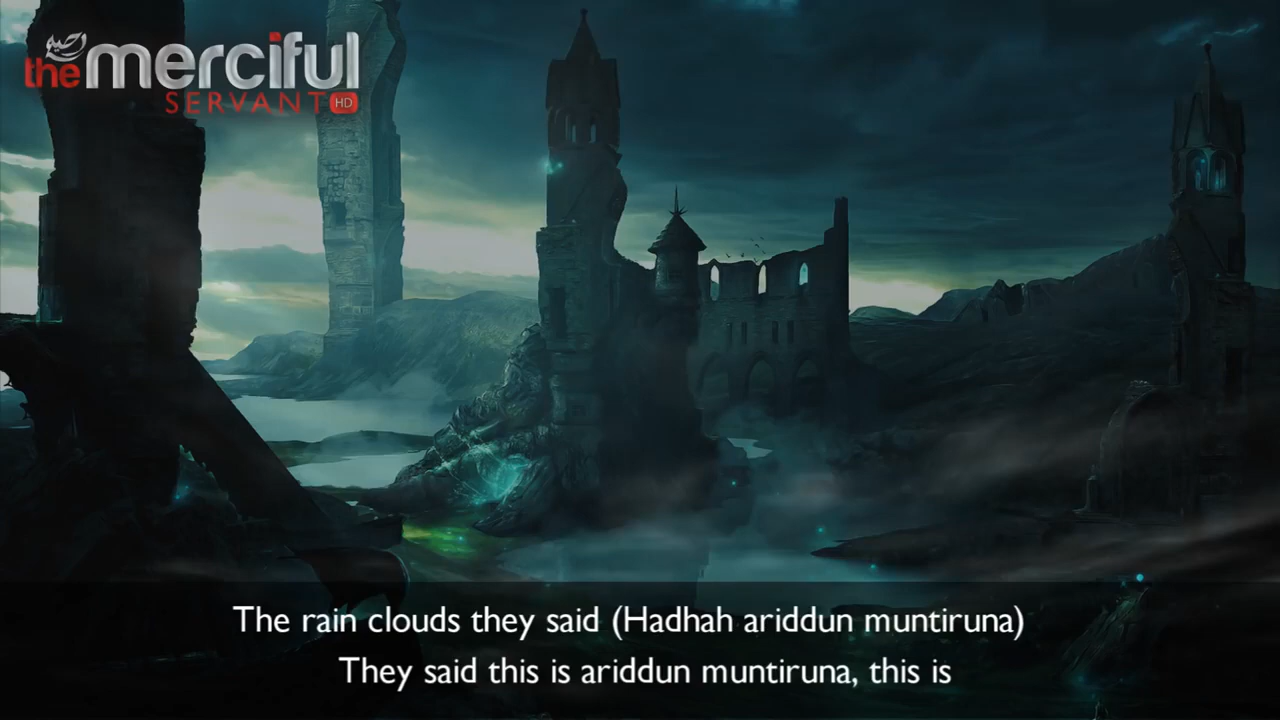 the merciful
SERVANT HD
The rain clouds they said (Hadhah ariddun muntiruna)
They said this is ariddun muntiruna, this is